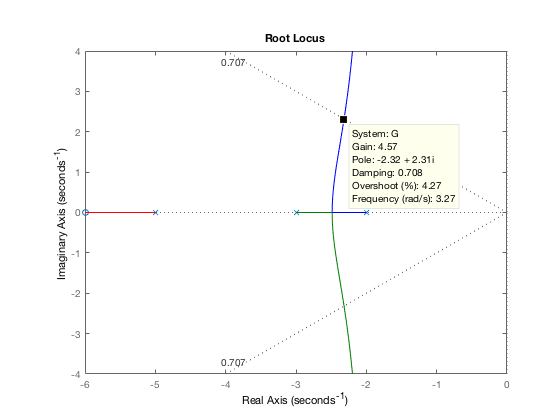 Root Locus
4
3
2
1
0
-1
-2
-3
-4
Imaginary Axis (seconds⁻¹)
0.707
System: G
Gain: 4.57
Pole: -2.32 + 2.31i
Damping: 0.708
Overshoot (%): 4.27
Frequency (rad/s): 3.27
0.707
-6 -5 -4 -3 -2 -1 0
Real Axis (seconds⁻¹)